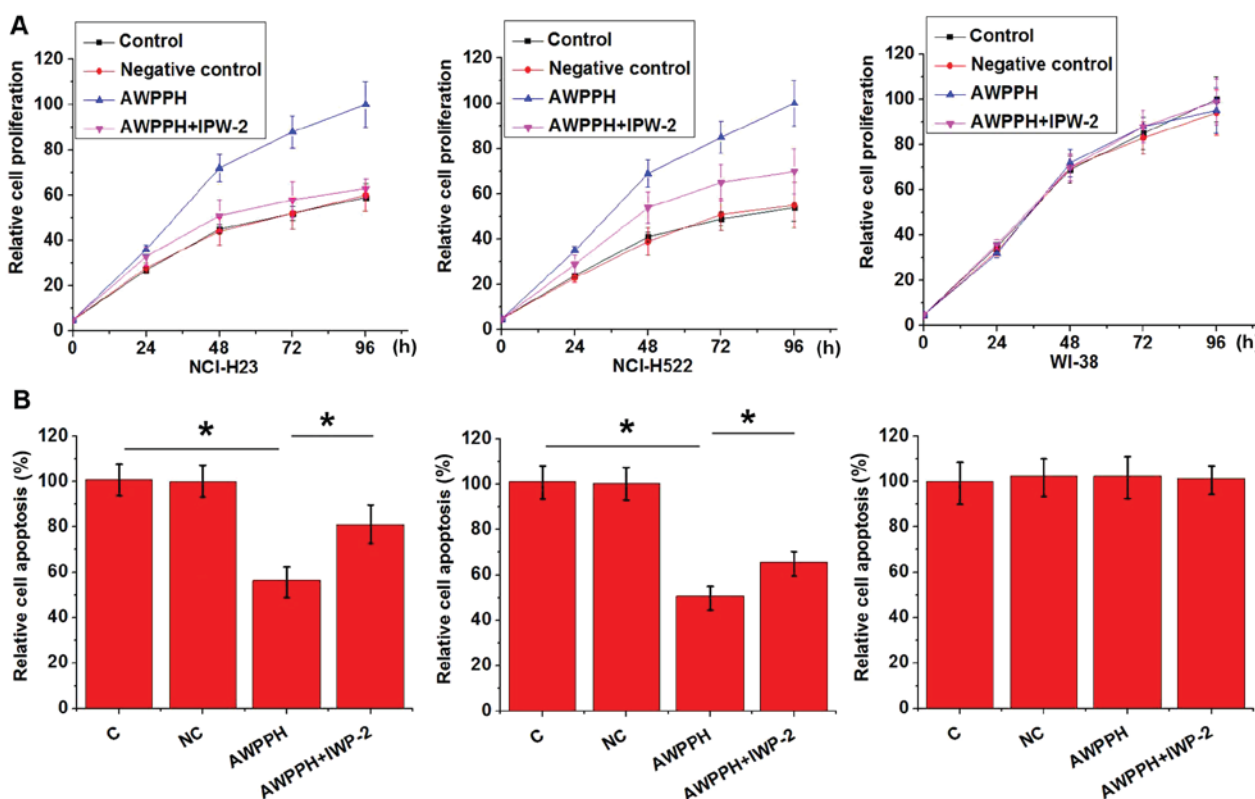 A
Control
Negative control
AWPPH
AWPPH+IPW-2
Relative cell proliferation
120
100
80
60
40
20
0
0 24 48 72 96 (h)
NCI-H23
Control
Negative control
AWPPH
AWPPH+IPW-2
Relative cell proliferation
120
100
80
60
40
20
0
0 24 48 72 96 (h)
NCI-H522
Control
Negative control
AWPPH
AWPPH+IPW-2
Relative cell proliferation
100
80
60
40
20
0
0 24 48 72 96 (h)
WI-38
B
Relative cell apoptosis (%)
120
100
80
60
40
20
0
* *
C NC AWPPH AWPPH+IWP-2
Relative cell apoptosis (%)
120
100
80
60
40
20
0
* *
C NC AWPPH AWPPH+IWP-2
Relative cell apoptosis (%)
120
100
80
60
40
20
0
C NC AWPPH AWPPH+IWP-2